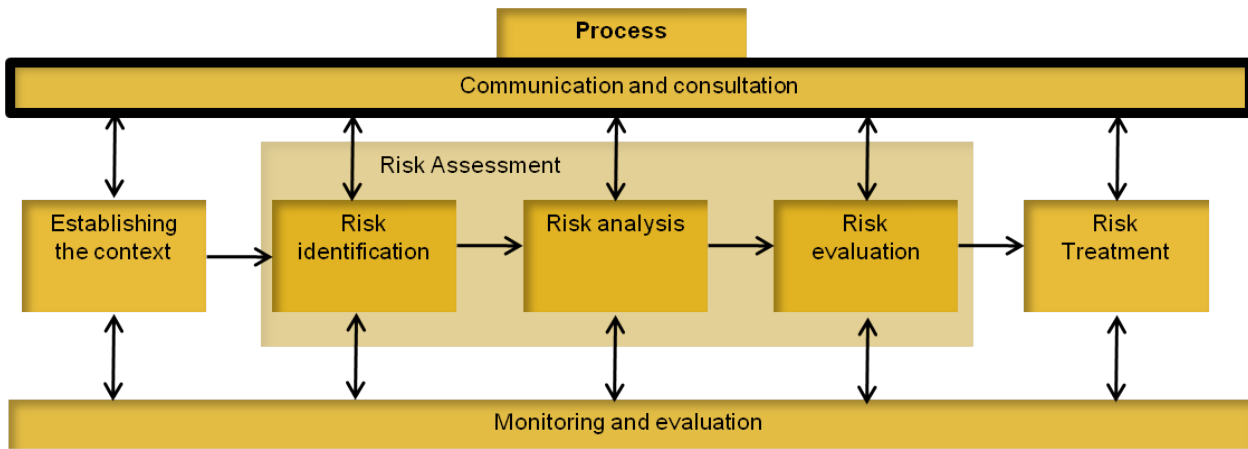 Process
Communication and consultation
Risk Assessment
Establishing
the context
Risk
identification
Risk analysis
Risk
evaluation
Risk
Treatment
Monitoring and evaluation